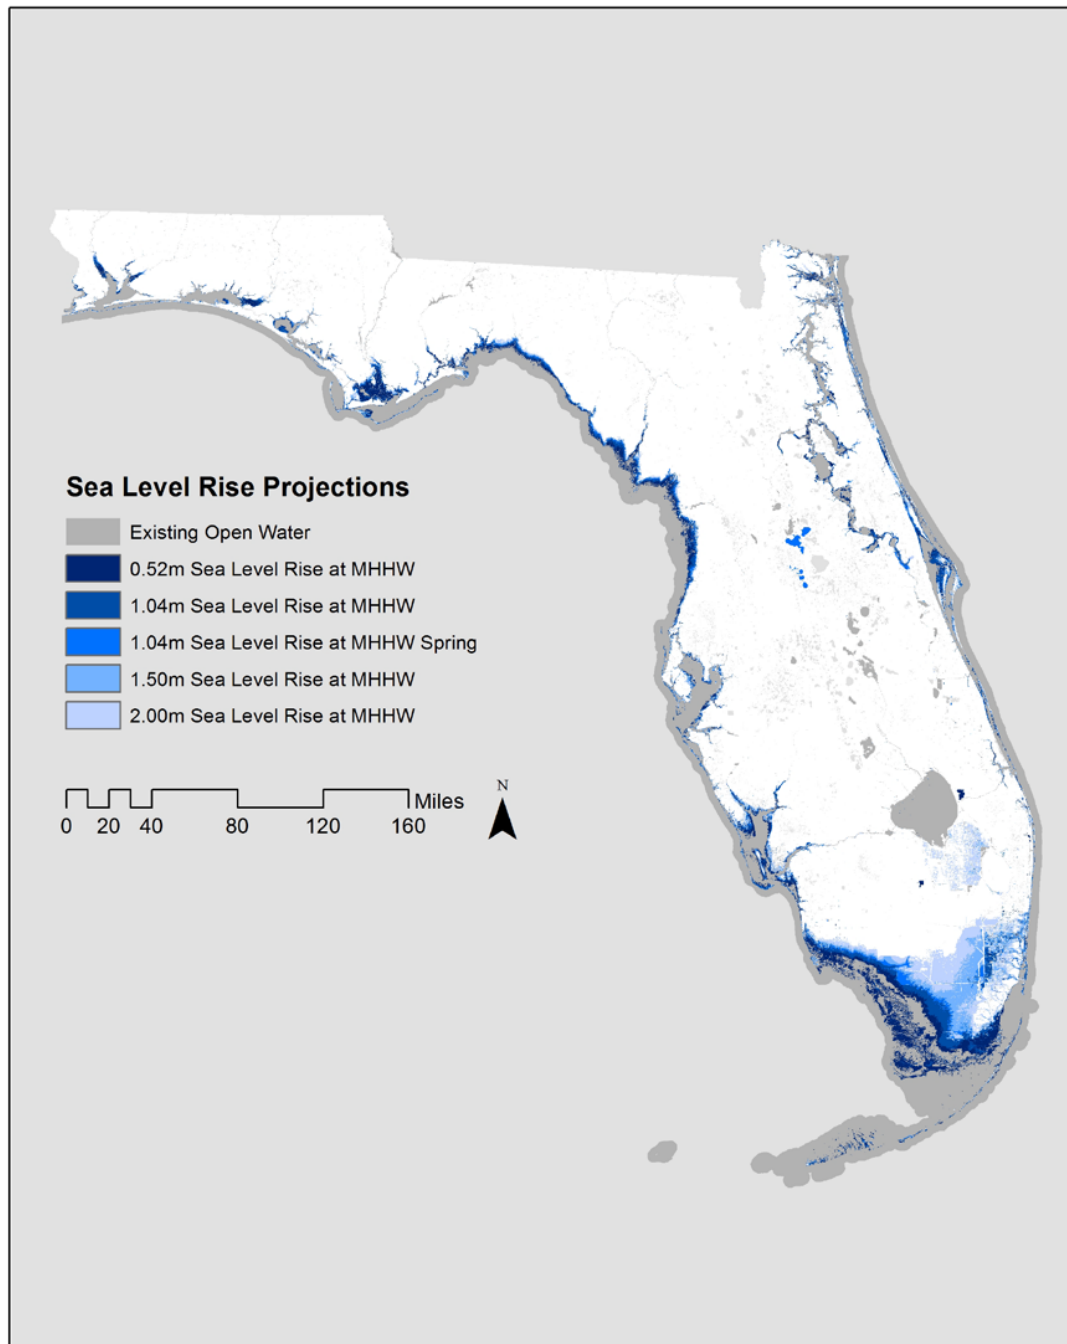 Sea Level Rise Projections
Existing Open Water
0.52m Sea Level Rise at MHHW
1.04m Sea Level Rise at MHHW
1.04m Sea Level Rise at MHHW Spring
1.50m Sea Level Rise at MHHW
2.00m Sea Level Rise at MHHW
N
Miles
0 20 40 80 120 160